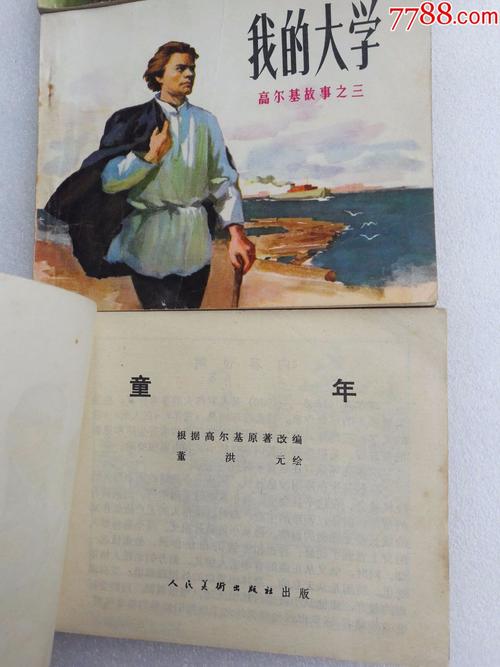 7788.com
我的大学
高尔基故事之三
童年
根据高尔基原著改编
董洪元绘
人民美術出版社出版